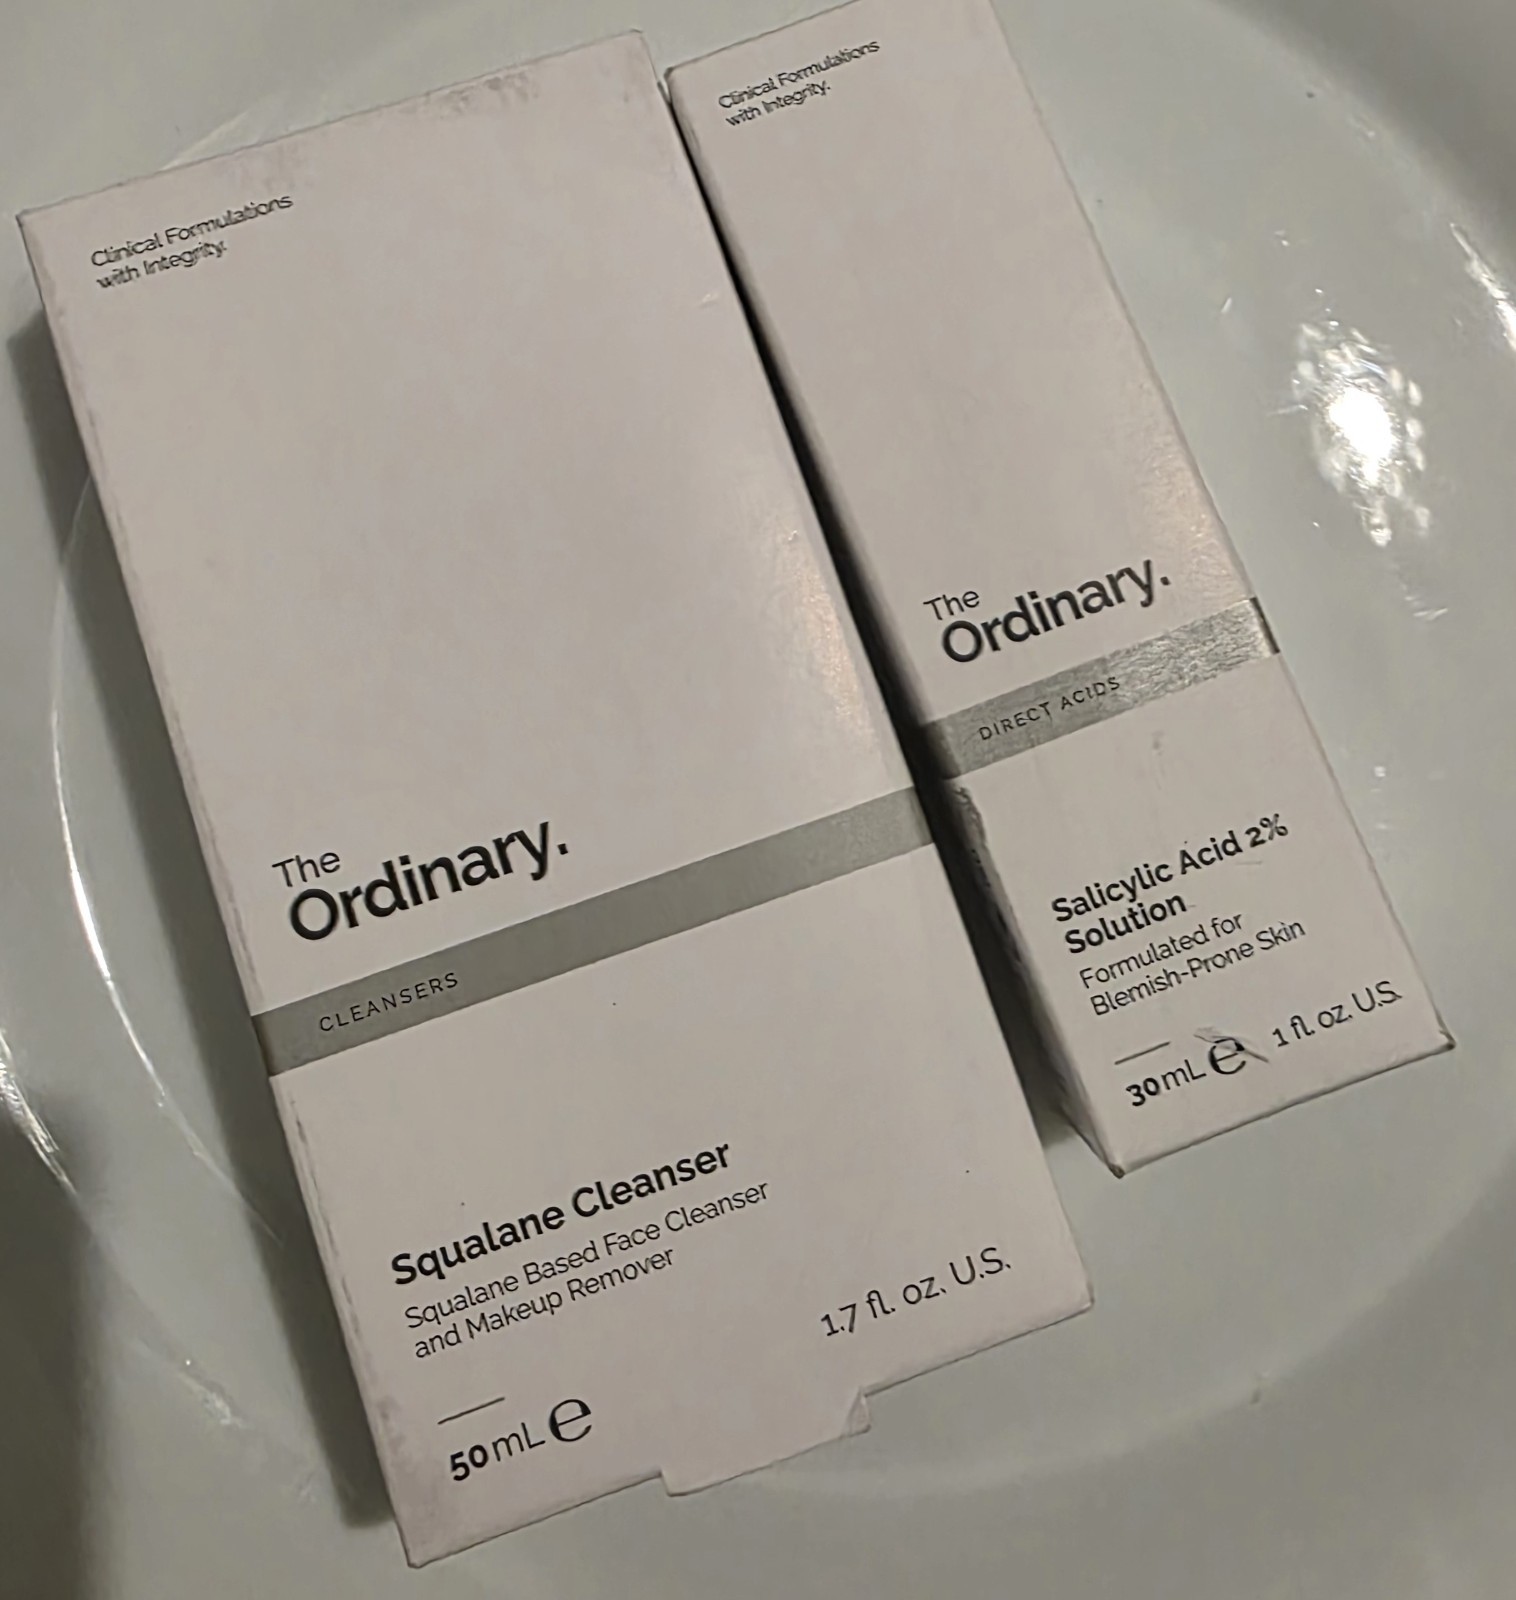 Clinical Formulations
with Integrity.
The
Ordinary.
CLEANSERS
Squalane Cleanser
Squalane Based Face Cleanser
and Makeup Remover
50 mL e
1.7 fl. oz. U.S.
Clinical Formulations
with Integrity.
The
Ordinary.
DIRECT ACIDS
Salicylic Acid 2%
Solution
Formulated for
Blemish-Prone Skin
30 mL e 1 fl. oz. U.S.